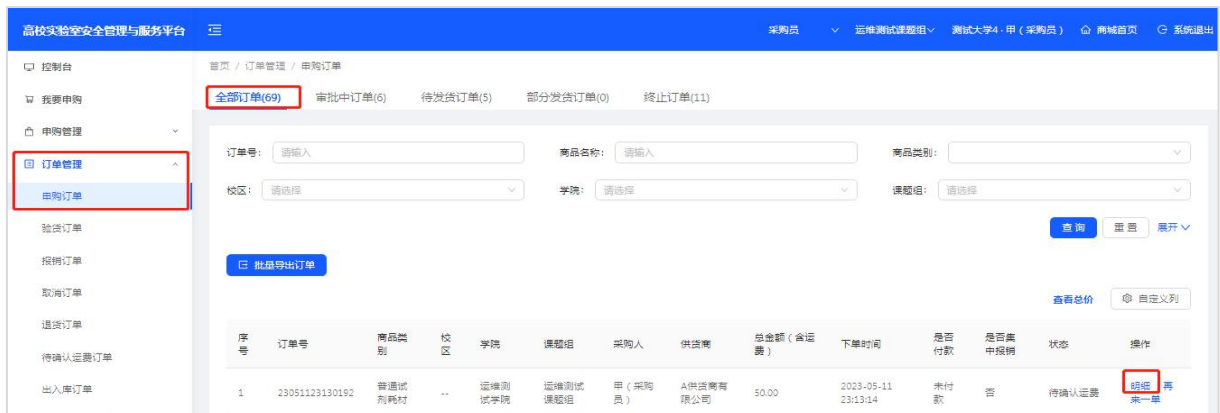 高校实验室安全管理与服务平台 采购员 运维测试课题组 测试大学4 · 甲（采购员） 商城首页 系统退出
控制台
首页 / 订单管理 / 申购订单
我要申购
全部订单(69) 审批中订单(6) 待发货订单(5) 部分发货订单(0) 终止订单(11)
申购管理
订单管理
订单号： 请输入 商品名称： 请输入 商品类别：
申购订单
校区： 请选择 学院： 请选择 课题组： 请选择
验货订单
查询 重置 展开
报销订单
批量导出订单
取消订单
查看总价 自定义列
退货订单
序号 订单号 商品类别 校区 学院 课题组 采购人 供货商 总金额（含运费） 下单时间 是否付款 是否集中报销 状态 操作
待确认运费订单
出入库订单
1 23051123130192 普通试剂耗材 -- 运维测试学院 运维测试课题组 甲（采购员） A供货商有限公司 50.00 2023-05-11 23:13:14 未付款 否 待确认运费 明细 再来一单